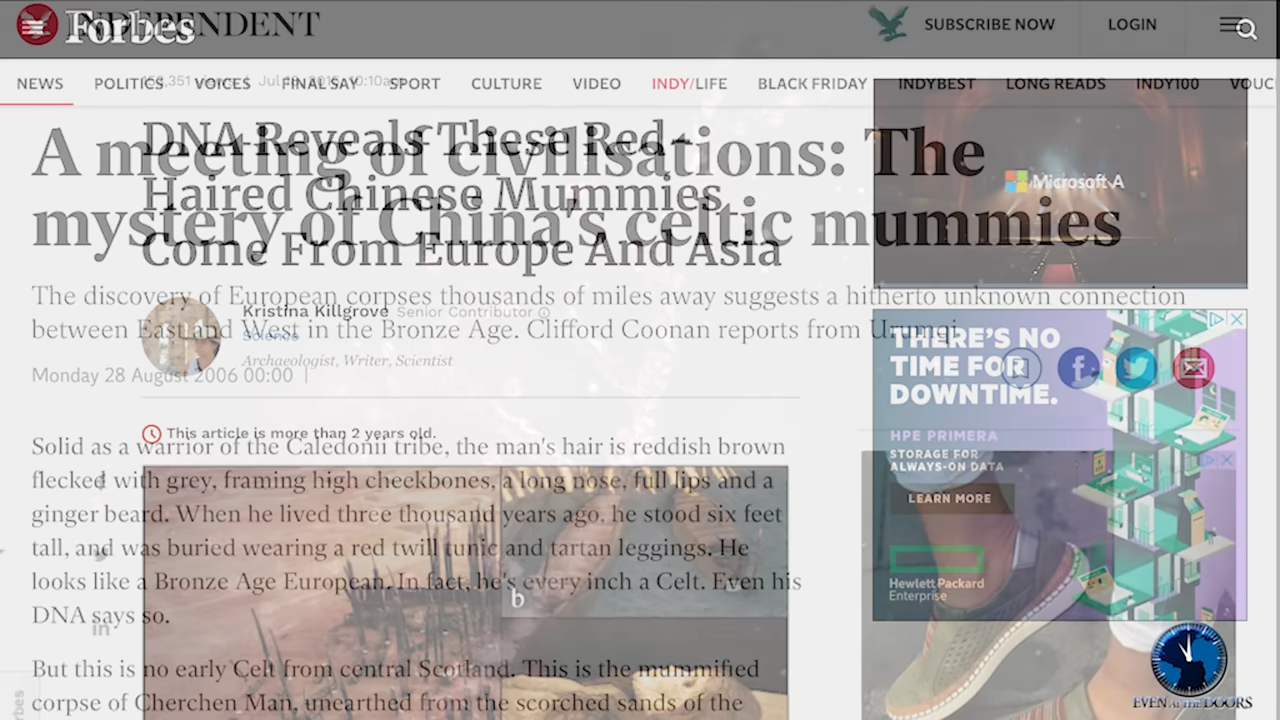 Forbes
INDEPENDENT
SUBSCRIBE NOW
LOGIN
NEWS POLITICS VOICES FINAL SAY SPORT CULTURE VIDEO INDY/LIFE BLACK FRIDAY INDYBEST LONG READS INDY100 VOUC
A meeting of civilisations: The
mystery of China's celtic mummies
DNA Reveals These Red-
Haired Chinese Mummies
Come From Europe And Asia
The discovery of European corpses thousands of miles away suggests a hitherto unknown connection
between East and West in the Bronze Age. Clifford Coonan reports from Urumqi
Kristina Killgrove Senior Contributor
Science
Archaeologist, Writer, Scientist
Monday 28 August 2006 00:00
This article is more than 2 years old.
Solid as a warrior of the Caledonii tribe, the man's hair is reddish brown
flecked with grey, framing high cheekbones, a long nose, full lips and a
ginger beard. When he lived three thousand years ago, he stood six feet
tall, and was buried wearing a red twill tunic and tartan leggings. He
looks like a Bronze Age European. In fact, he's every inch a Celt. Even his
DNA says so.
But this is no early Celt from central Scotland. This is the mummified
corpse of Cherchen Man, unearthed from the scorched sands of the
b
in
Microsoft A
THERE'S NO
TIME FOR
DOWNTIME.
HPE PRIMERA
STORAGE FOR
ALWAYS-ON DATA
LEARN MORE
Hewlett Packard
Enterprise
EVEN AT THE DOORS